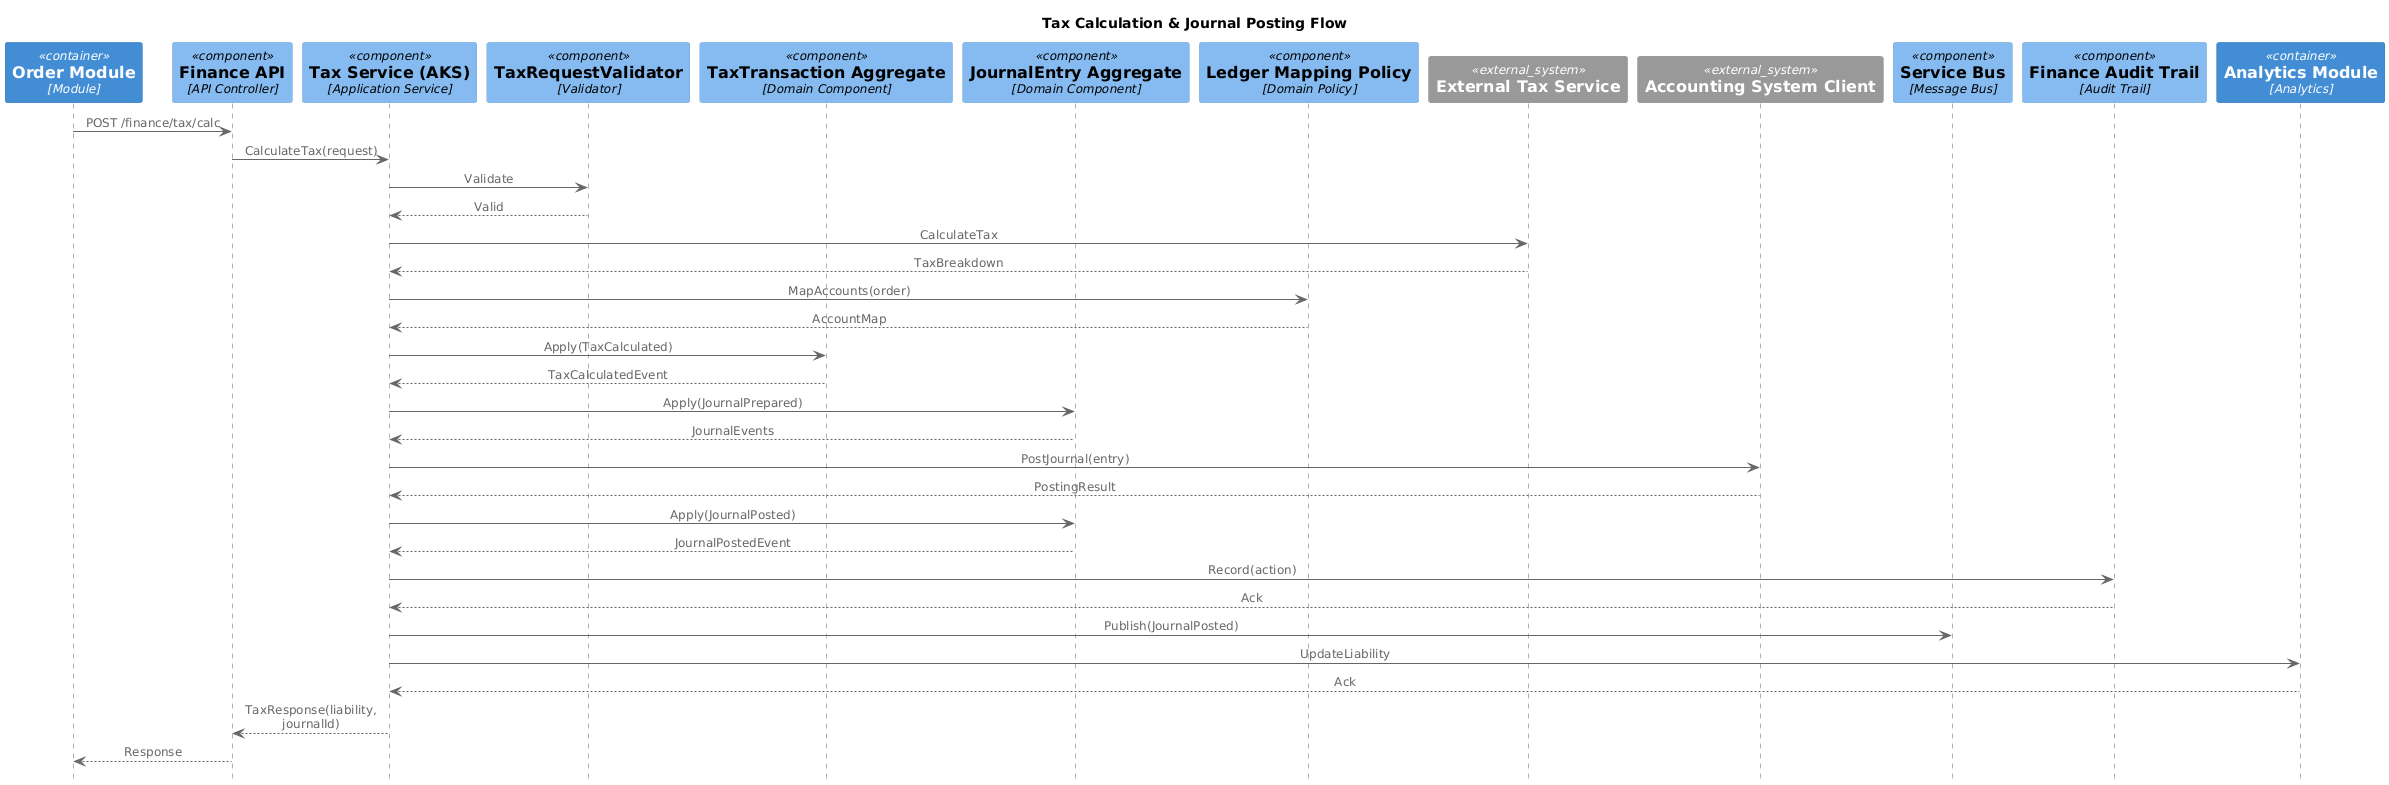 Tax Calculation & Journal Posting Flow
«container»
Order Module
[Module]
«component»
Finance API
[API Controller]
«component»
Tax Service (AKS)
[Application Service]
«component»
TaxRequestValidator
[Validator]
«component»
TaxTransaction Aggregate
[Domain Component]
«component»
JournalEntry Aggregate
[Domain Component]
«component»
Ledger Mapping Policy
[Domain Policy]
«external_system»
External Tax Service
«external_system»
Accounting System Client
«component»
Service Bus
[Message Bus]
«component»
Finance Audit Trail
[Audit Trail]
«container»
Analytics Module
[Analytics]
POST /finance/tax/calc
CalculateTax(request)
Validate
Valid
CalculateTax
TaxBreakdown
MapAccounts(order)
AccountMap
Apply(TaxCalculated)
TaxCalculatedEvent
Apply(JournalPrepared)
JournalEvents
PostJournal(entry)
PostingResult
Apply(JournalPosted)
JournalPostedEvent
Record(action)
Ack
Publish(JournalPosted)
UpdateLiability
Ack
TaxResponse(liability,
journalId)
Response